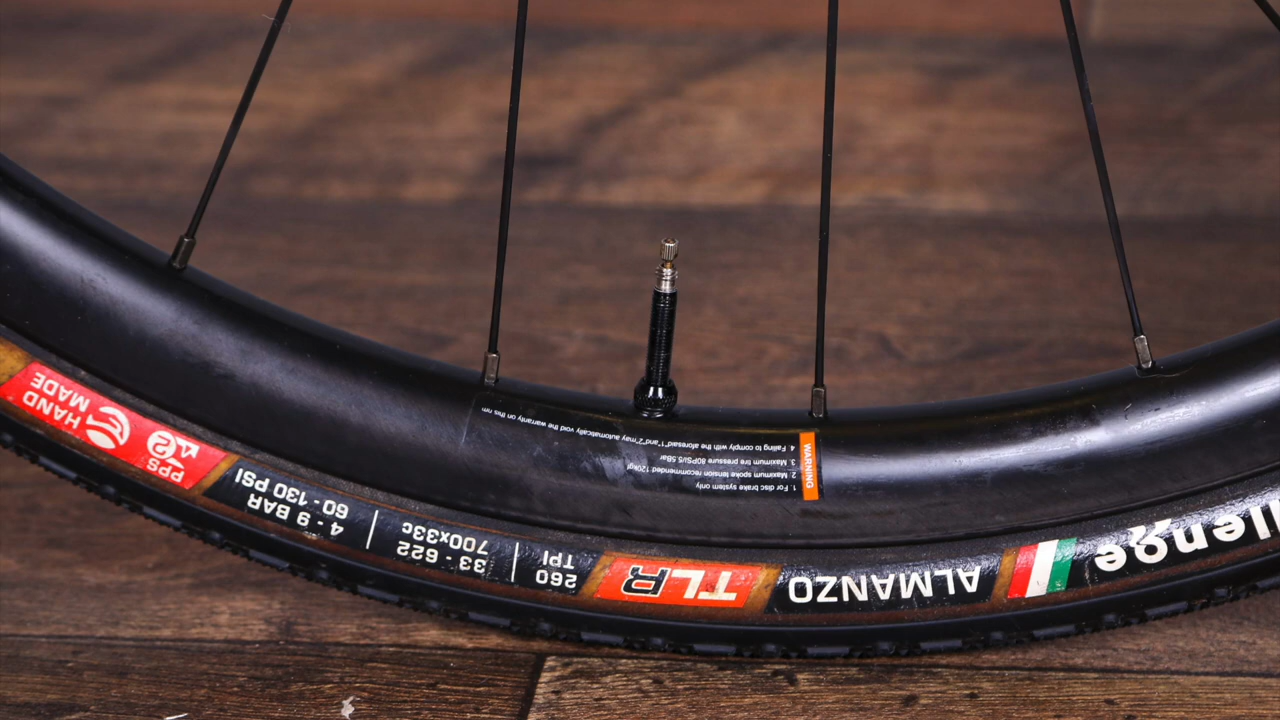 llenge
ALMANZO
TLR
260
TPI
33 - 622
700x33c
4 - 9 BAR
60 - 130 PSI
PPS
HAND
MADE
WARNING
1. For disc brake system only
2. Maximum spoke tension recommended 120kgf
3. Maximum tire pressure 80PSI/5.5Bar
4. Failing to comply with the aforesaid"1"and"2"may automatically void the warranty on this rim